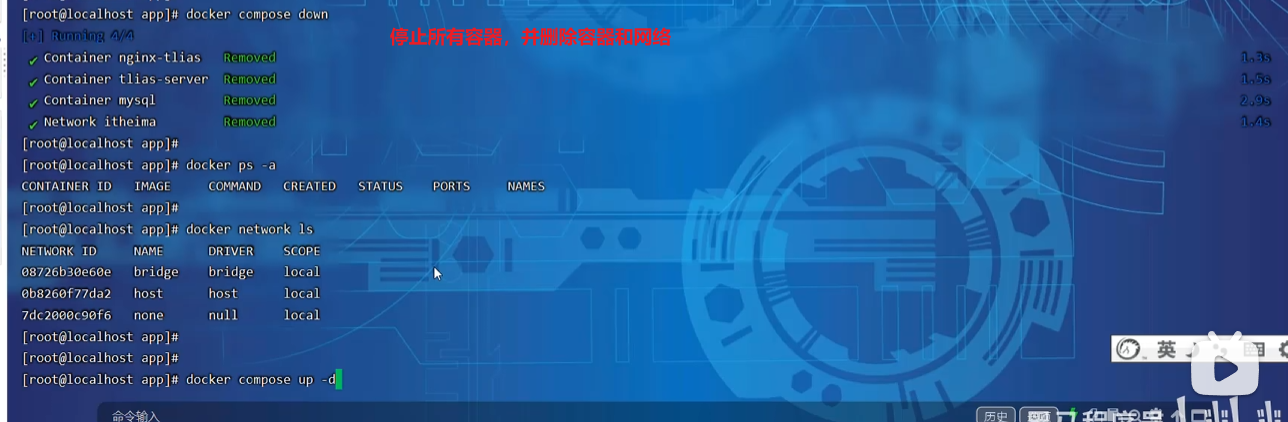 [root@localhost app]# docker compose down
[+] Running 4/4
停止所有容器，并删除容器和网络
✔ Container nginx-tlias Removed 1.3s
✔ Container tlias-server Removed 1.5s
✔ Container mysql Removed 2.9s
✔ Network itheima Removed 1.4s
[root@localhost app]#
[root@localhost app]# docker ps -a
CONTAINER ID IMAGE COMMAND CREATED STATUS PORTS NAMES
[root@localhost app]#
[root@localhost app]# docker network ls
NETWORK ID NAME DRIVER SCOPE
08726b30e60e bridge bridge local
0b8260f77da2 host host local
7dc2000c90f6 none null local
[root@localhost app]#
[root@localhost app]#
[root@localhost app]# docker compose up -d
英
命令输入
历史